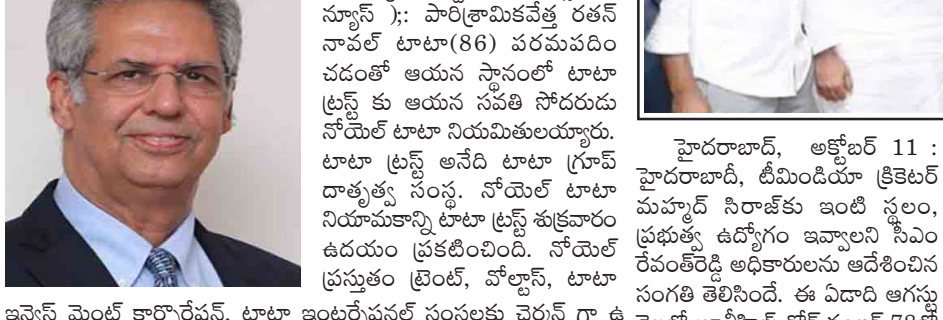 న్యూస్ );: పారిశ్రామికవేత్త రతన్
నావల్ టాటా(86) పరమపదిం
చడంతో ఆయన స్థానంలో టాటా
ట్రస్ట్ కు ఆయన సవతి సోదరుడు
నోయెల్ టాటా నియమితులయ్యారు.
టాటా ట్రస్ట్ అనేది టాటా గ్రూప్
దాతృత్వ సంస్థ. నోయెల్ టాటా
నియామకాన్ని టాటా ట్రస్ట్ శుక్రవారం
ఉదయం ప్రకటించింది. నోయెల్
ప్రస్తుతం ట్రెంట్, వోల్టాస్, టాటా
ఇన్వెస్ మెంట్ కార్పొరేషన్, టాటా ఇంటర్నేషనల్ సంస్థలకు చైర్మన్ గా ఉ
హైదరాబాద్, అక్టోబర్ 11 :
హైదరాబాదీ, టీమిండియా క్రికెటర్
మహ్మద్ సిరాజ్‌కు ఇంటి స్థలం,
ప్రభుత్వ ఉద్యోగం ఇవ్వాలని సీఎం
రేవంత్‌రెడ్డి అధికారులను ఆదేశించిన
సంగతి తెలిసిందే. ఈ ఏడాది ఆగస్టు